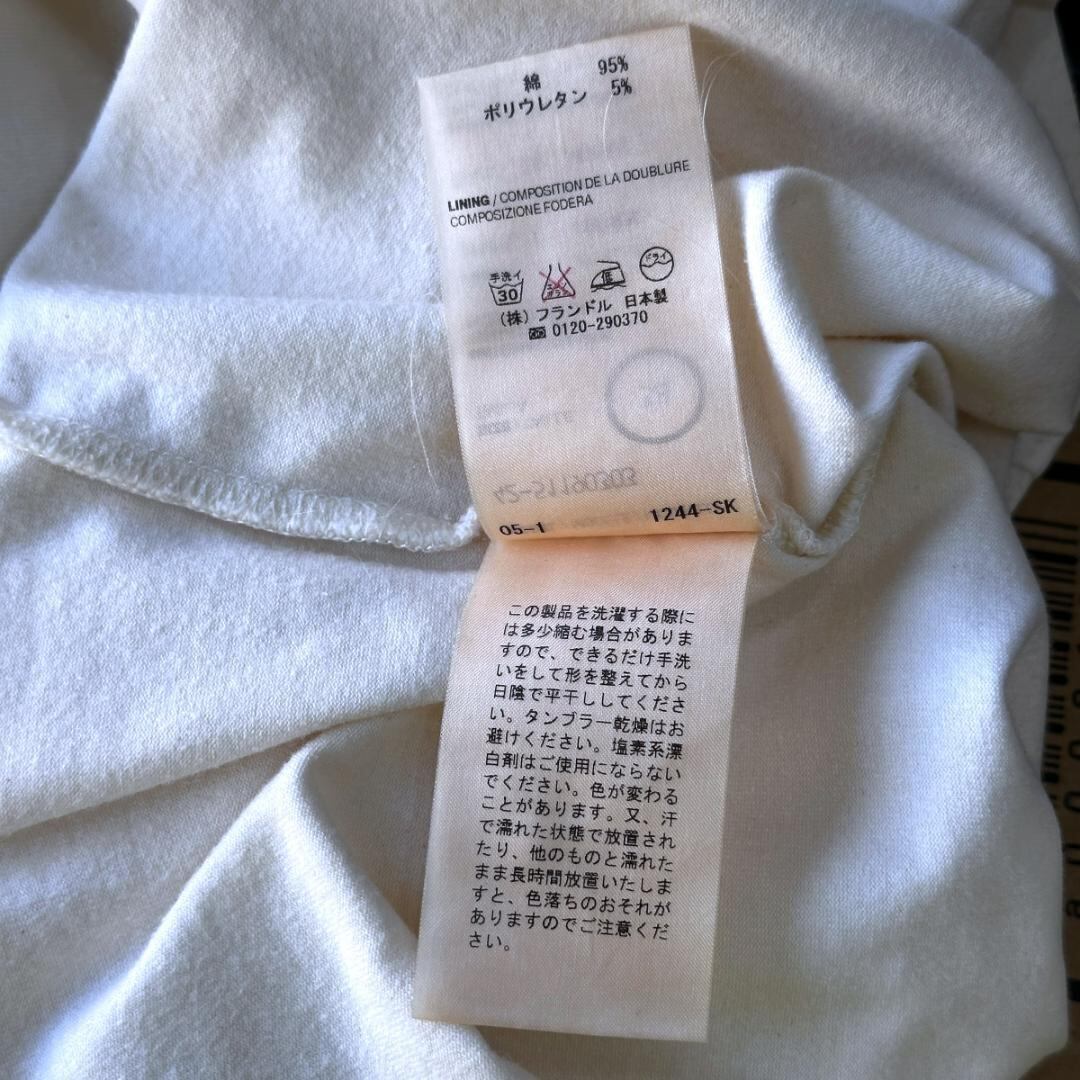 綿 95%
ポリウレタン 5%
LINING / COMPOSITION DE LA DOUBLURE
COMPOSIZIONE FODERA
手洗イ 30 低 ドライ
(株) フランドル 日本製
0120-290370
42-51190303
05-1 1244-SK
この製品を洗濯する際に
は多少縮む場合がありま
すので、できるだけ手洗
いをして形を整えてから
日陰で平干ししてくださ
い。タンブラー乾燥はお
避けください。塩素系漂
白剤はご使用にならない
でください。色が変わる
ことがあります。又、汗
で濡れた状態で放置され
たり、他のものと濡れた
まま長時間放置いたしま
すと、色落ちのおそれが
ありますのでご注意くだ
さい。